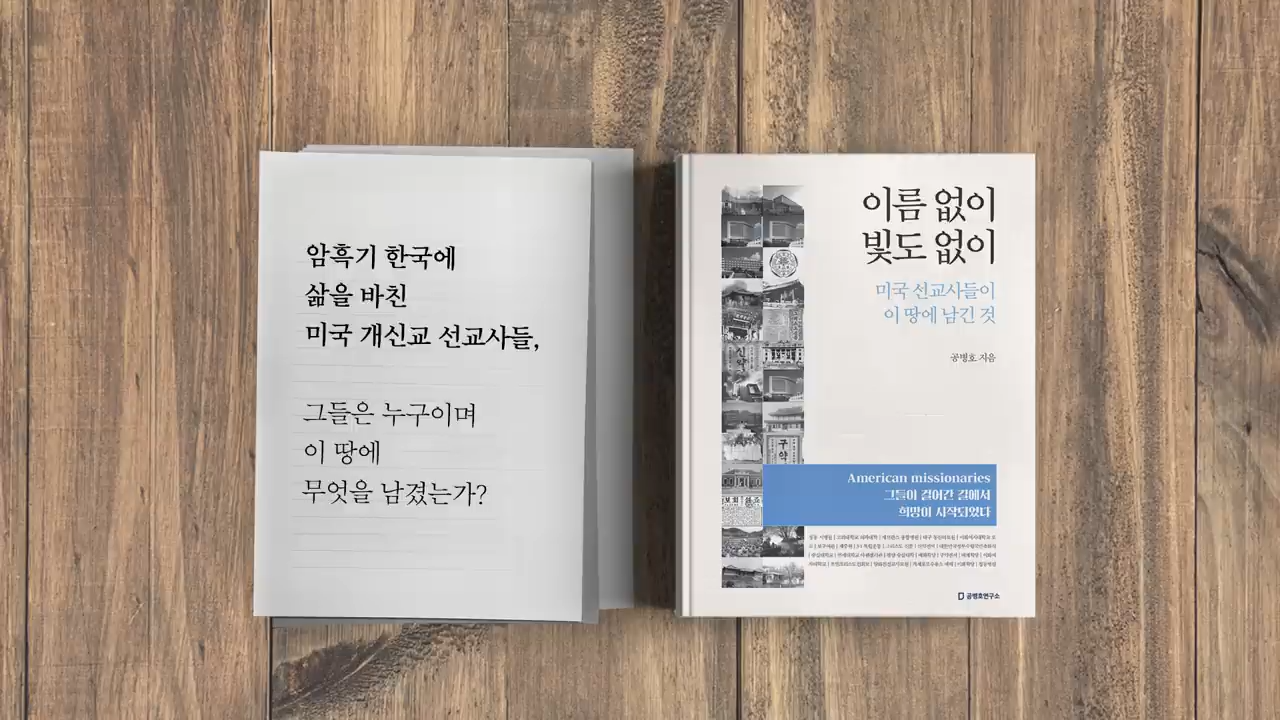 암흑기 한국에
삶을 바친
미국 개신교 선교사들,
그들은 누구이며
이 땅에
무엇을 남겼는가?
이름 없이
빛도 없이
미국 선교사들이
이 땅에 남긴 것
공병호 지음
신약
구약
American missionaries
그들이 걸어간 길에서
희망이 시작되었다
공병호연구소